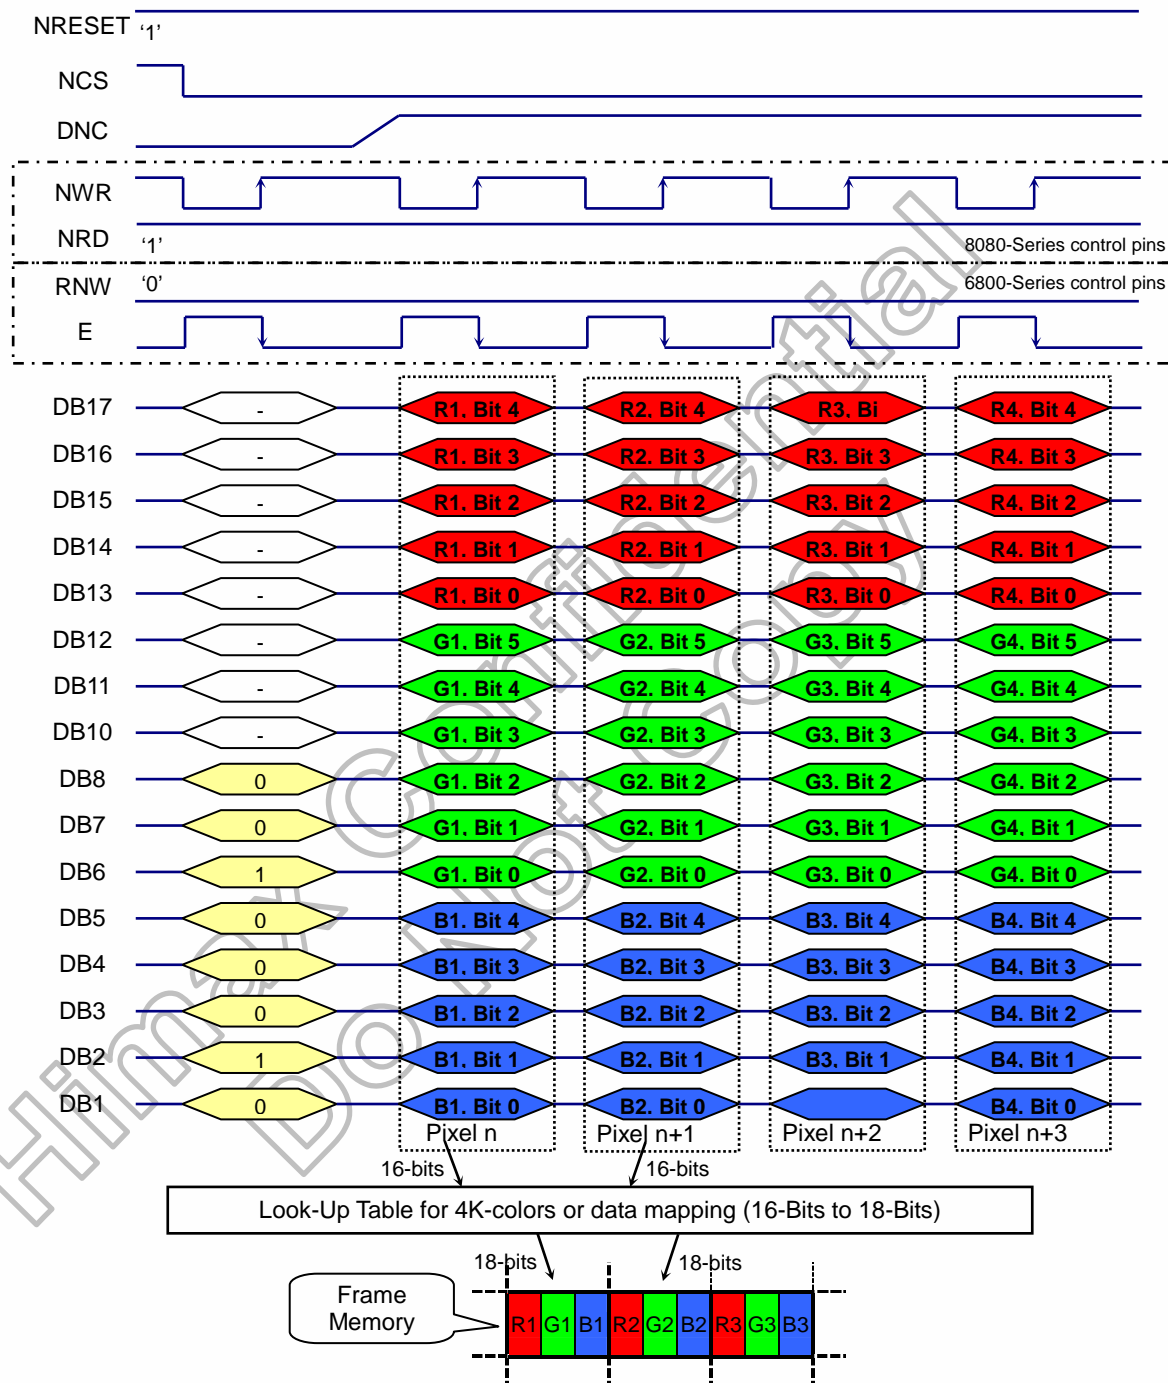 NRESET '1'
NCS
DNC
NWR
NRD '1' 8080-Series control pins
RNW '0' 6800-Series control pins
E
DB17 - R1, Bit 4 R2, Bit 4 R3, Bi R4, Bit 4
DB16 - R1, Bit 3 R2, Bit 3 R3, Bit 3 R4, Bit 3
DB15 - R1, Bit 2 R2, Bit 2 R3, Bit 2 R4, Bit 2
DB14 - R1, Bit 1 R2, Bit 1 R3, Bit 1 R4, Bit 1
DB13 - R1, Bit 0 R2, Bit 0 R3, Bit 0 R4, Bit 0
DB12 - G1, Bit 5 G2, Bit 5 G3, Bit 5 G4, Bit 5
DB11 - G1, Bit 4 G2, Bit 4 G3, Bit 4 G4, Bit 4
DB10 - G1, Bit 3 G2, Bit 3 G3, Bit 3 G4, Bit 3
DB8 0 G1, Bit 2 G2, Bit 2 G3, Bit 2 G4, Bit 2
DB7 0 G1, Bit 1 G2, Bit 1 G3, Bit 1 G4, Bit 1
DB6 1 G1, Bit 0 G2, Bit 0 G3, Bit 0 G4, Bit 0
DB5 0 B1, Bit 4 B2, Bit 4 B3, Bit 4 B4, Bit 4
DB4 0 B1, Bit 3 B2, Bit 3 B3, Bit 3 B4, Bit 3
DB3 0 B1, Bit 2 B2, Bit 2 B3, Bit 2 B4, Bit 2
DB2 1 B1, Bit 1 B2, Bit 1 B3, Bit 1 B4, Bit 1
DB1 0 B1, Bit 0 B2, Bit 0 B4, Bit 0
Pixel n Pixel n+1 Pixel n+2 Pixel n+3
16-bits 16-bits
Look-Up Table for 4K-colors or data mapping (16-Bits to 18-Bits)
18-bits 18-bits
Frame
Memory
R1 G1 B1 R2 G2 B2 R3 G3 B3
Himax Confidential
Do Not Copy